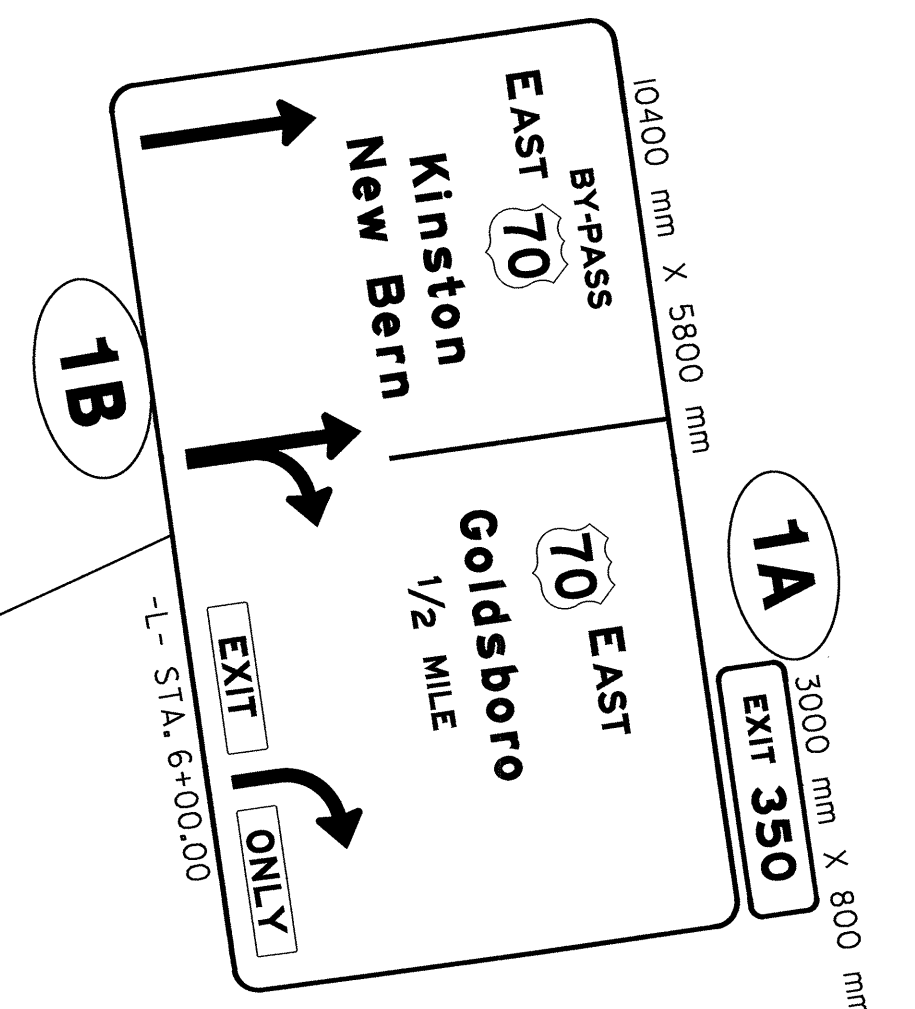 1A
3000 mm X 800 mm
EXIT 350
10400 mm X 5800 mm
BY-PASS
EAST 70
Kinston
New Bern
70 EAST
Goldsboro
1/2 MILE
EXIT ONLY
1B
-L- STA. 6+00.00